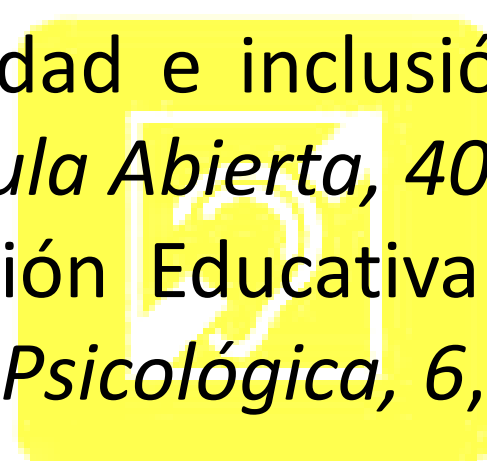 dad e inclusió
ula Abierta, 40
ión Educativa
Psicológica, 6,